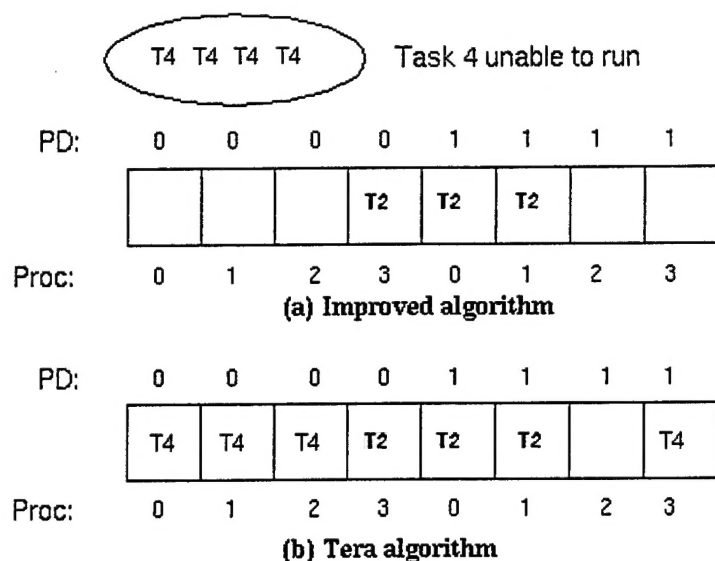 T4 T4 T4 T4 Task 4 unable to run
PD: 0 0 0 0 1 1 1 1
T2 T2 T2
Proc: 0 1 2 3 0 1 2 3
(a) Improved algorithm
PD: 0 0 0 0 1 1 1 1
T4 T4 T4 T2 T2 T2 T4
Proc: 0 1 2 3 0 1 2 3
(b) Tera algorithm